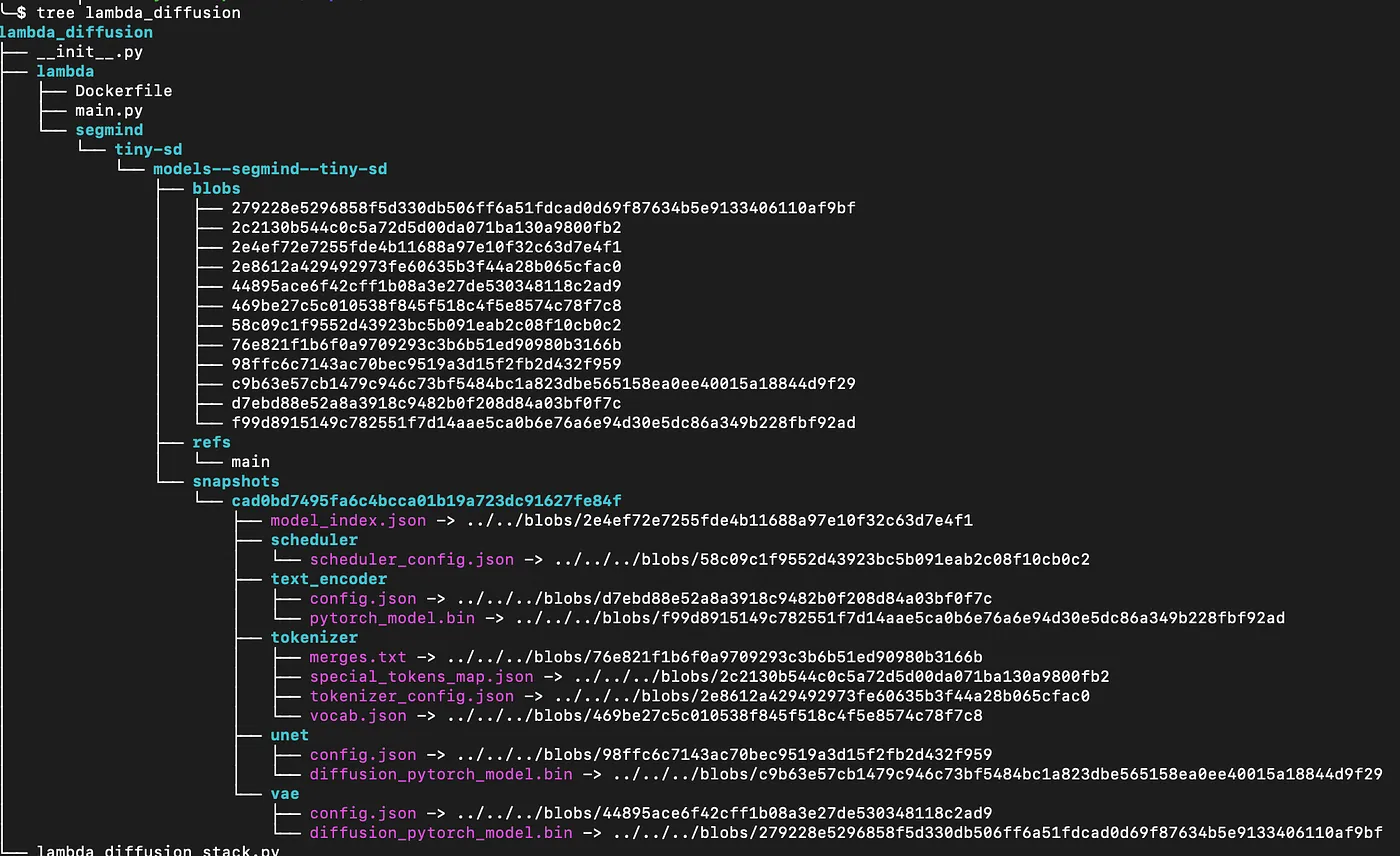 ╰─$ tree lambda_diffusion
lambda_diffusion
├── __init__.py
├── lambda
│   ├── Dockerfile
│   ├── main.py
│   └── segmind
│       └── tiny-sd
│           └── models--segmind--tiny-sd
│               ├── blobs
│               │   ├── 279228e5296858f5d330db506ff6a51fdcad0d69f87634b5e9133406110af9bf
│               │   ├── 2c2130b544c0c5a72d5d00da071ba130a9800fb2
│               │   ├── 2e4ef72e7255fde4b11688a97e10f32c63d7e4f1
│               │   ├── 2e8612a429492973fe60635b3f44a28b065cfac0
│               │   ├── 44895ace6f42cff1b08a3e27de530348118c2ad9
│               │   ├── 469be27c5c010538f845f518c4f5e8574c78f7c8
│               │   ├── 58c09c1f9552d43923bc5b091eab2c08f10cb0c2
│               │   ├── 76e821f1b6f0a9709293c3b6b51ed90980b3166b
│               │   ├── 98ffc6c7143ac70bec9519a3d15f2fb2d432f959
│               │   ├── c9b63e57cb1479c946c73bf5484bc1a823dbe565158ea0ee40015a18844d9f29
│               │   ├── d7ebd88e52a8a3918c9482b0f208d84a03bf0f7c
│               │   └── f99d8915149c782551f7d14aae5ca0b6e76a6e94d30e5dc86a349b228fbf92ad
│               ├── refs
│               │   └── main
│               └── snapshots
│                   └── cad0bd7495fa6c4bcca01b19a723dc91627fe84f
│                       ├── model_index.json -> ../../blobs/2e4ef72e7255fde4b11688a97e10f32c63d7e4f1
│                       ├── scheduler
│                       │   └── scheduler_config.json -> ../../../blobs/58c09c1f9552d43923bc5b091eab2c08f10cb0c2
│                       ├── text_encoder
│                       │   ├── config.json -> ../../../blobs/d7ebd88e52a8a3918c9482b0f208d84a03bf0f7c
│                       │   └── pytorch_model.bin -> ../../../blobs/f99d8915149c782551f7d14aae5ca0b6e76a6e94d30e5dc86a349b228fbf92ad
│                       ├── tokenizer
│                       │   ├── merges.txt -> ../../../blobs/76e821f1b6f0a9709293c3b6b51ed90980b3166b
│                       │   ├── special_tokens_map.json -> ../../../blobs/2c2130b544c0c5a72d5d00da071ba130a9800fb2
│                       │   ├── tokenizer_config.json -> ../../../blobs/2e8612a429492973fe60635b3f44a28b065cfac0
│                       │   └── vocab.json -> ../../../blobs/469be27c5c010538f845f518c4f5e8574c78f7c8
│                       ├── unet
│                       │   ├── config.json -> ../../../blobs/98ffc6c7143ac70bec9519a3d15f2fb2d432f959
│                       │   └── diffusion_pytorch_model.bin -> ../../../blobs/c9b63e57cb1479c946c73bf5484bc1a823dbe565158ea0ee40015a18844d9f29
│                       └── vae
│                           ├── config.json -> ../../../blobs/44895ace6f42cff1b08a3e27de530348118c2ad9
│                           └── diffusion_pytorch_model.bin -> ../../../blobs/279228e5296858f5d330db506ff6a51fdcad0d69f87634b5e9133406110af9bf
└── lambda_diffusion_stack.py